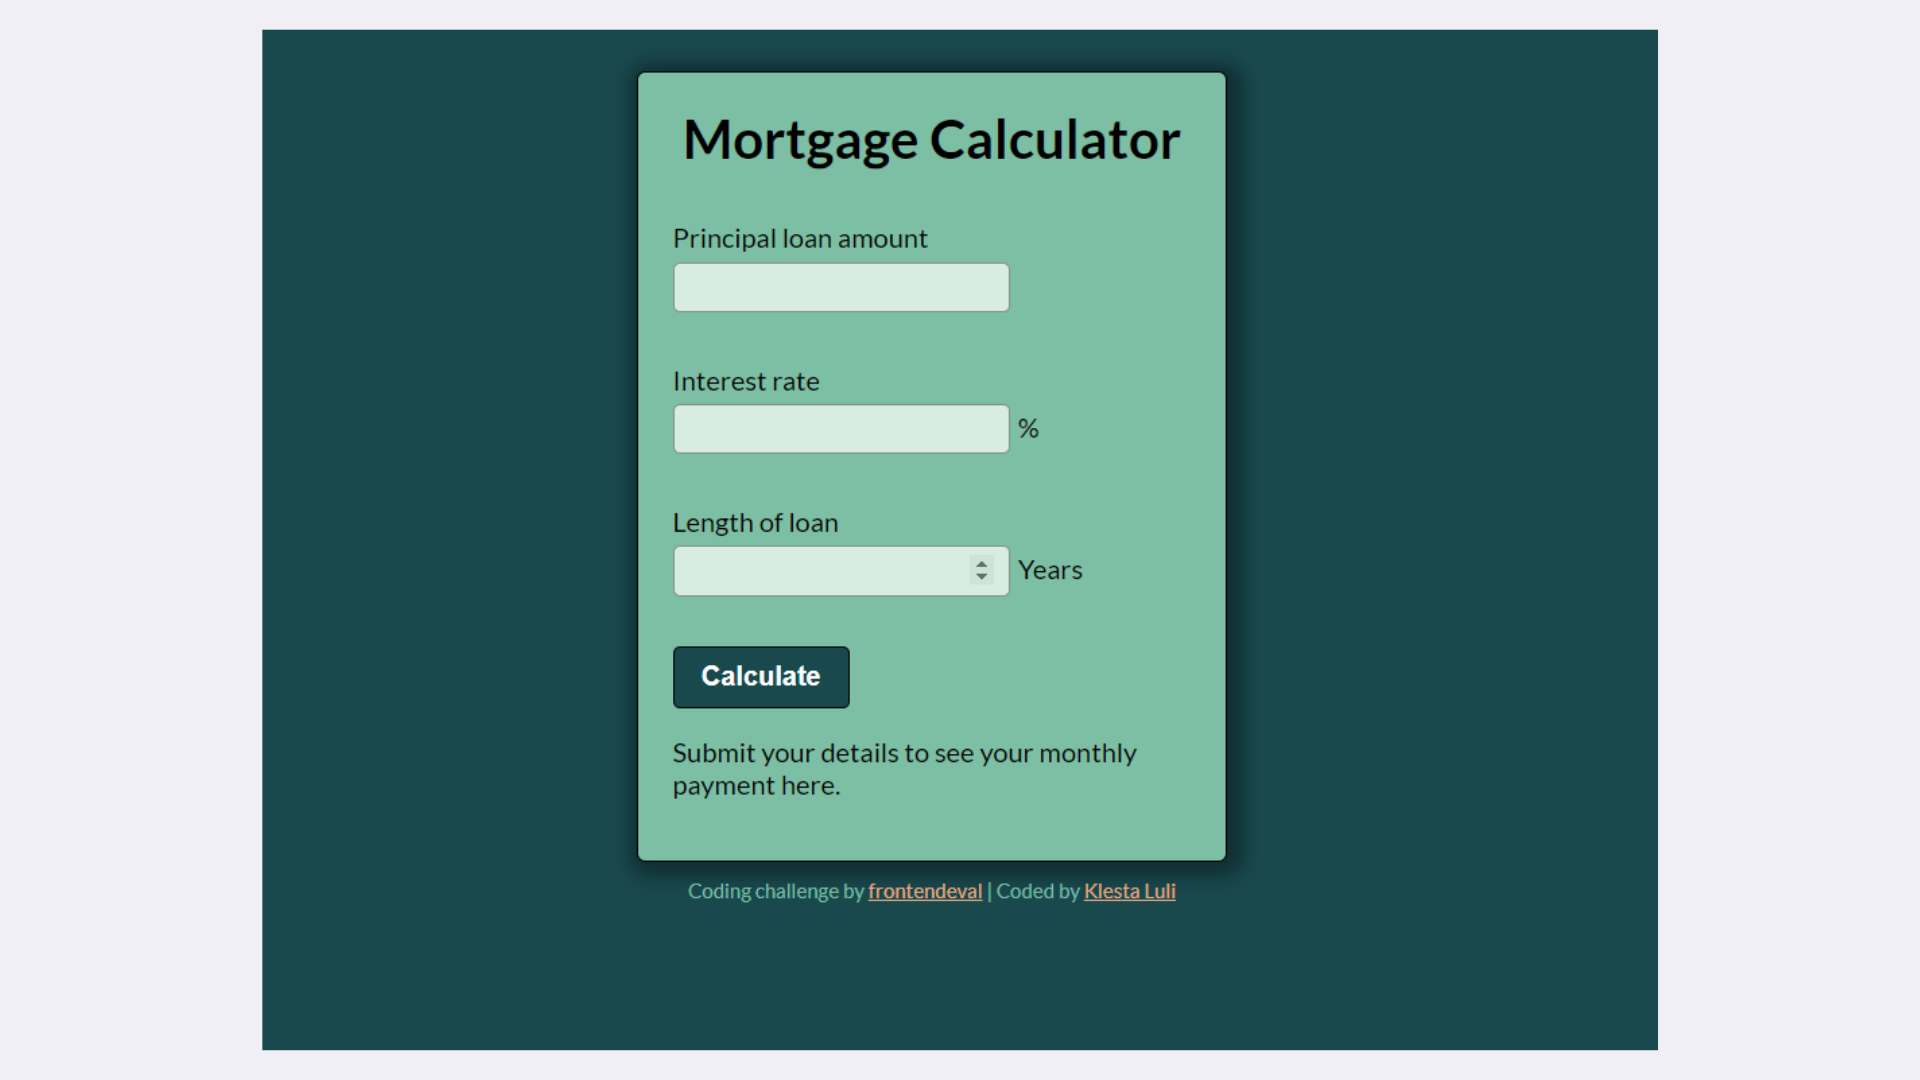 Mortgage Calculator
Principal loan amount
Interest rate
%
Length of loan
Years
Calculate
Submit your details to see your monthly
payment here.
Coding challenge by frontendeval | Coded by Klesta Luli